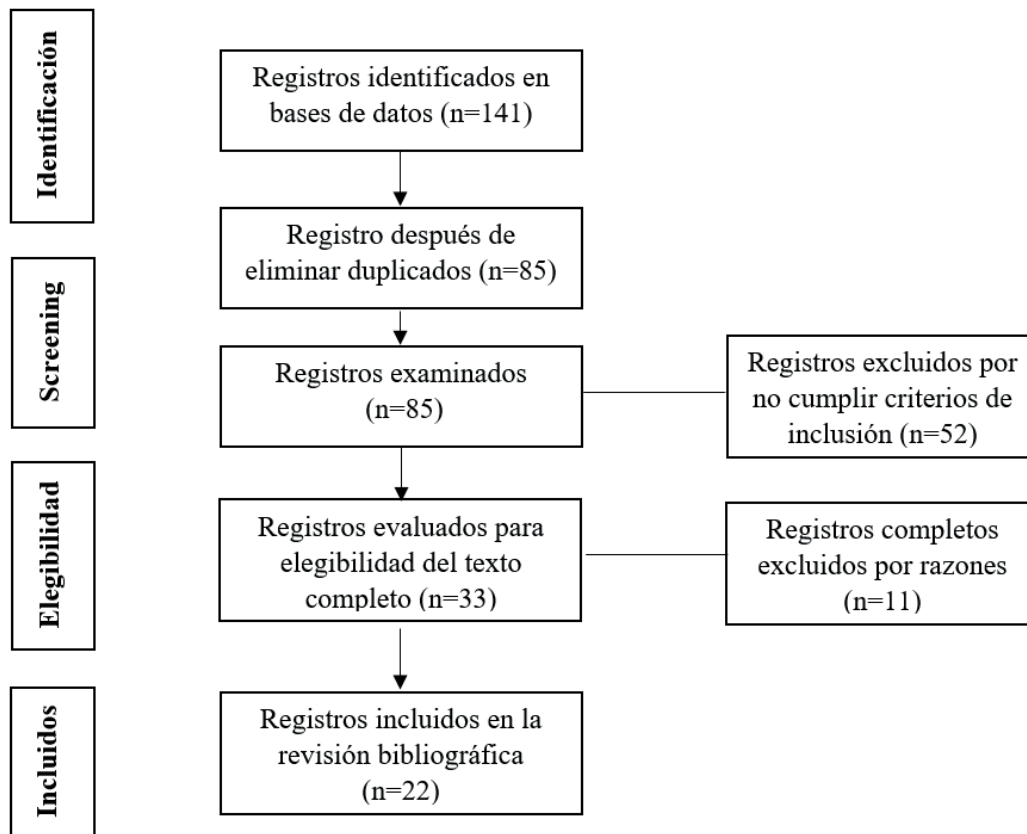 Identificación
Registros identificados en
bases de datos (n=141)
Registro después de
eliminar duplicados (n=85)
Screening
Registros examinados
(n=85)
Registros excluidos por
no cumplir criterios de
inclusión (n=52)
Elegibilidad
Registros evaluados para
elegibilidad del texto
completo (n=33)
Registros completos
excluidos por razones
(n=11)
Incluidos
Registros incluidos en la
revisión bibliográfica
(n=22)